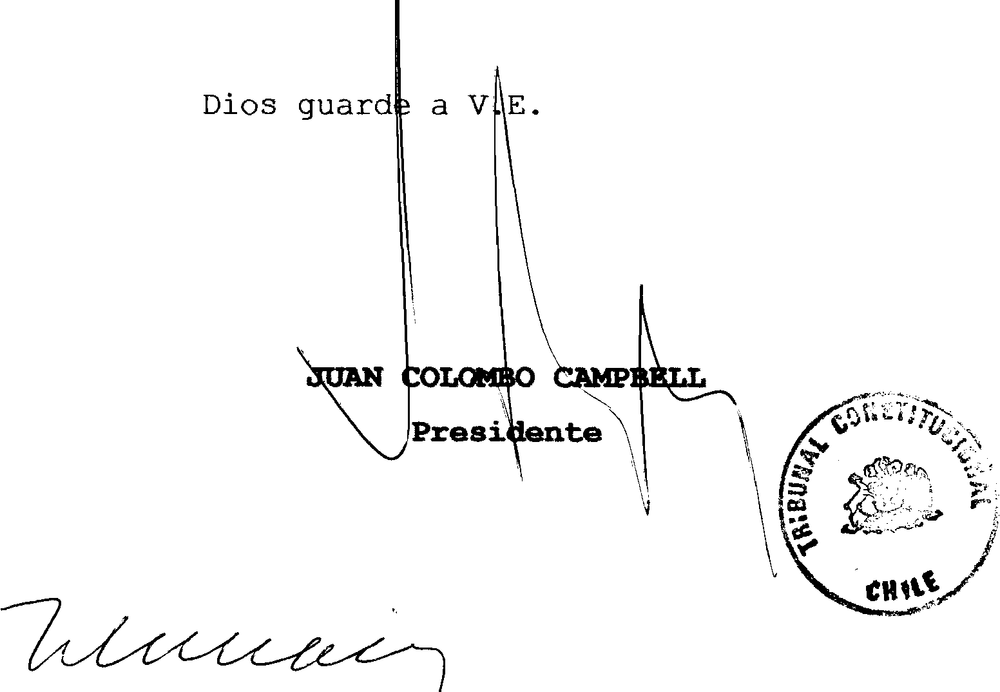 Dios guarde a V.E.
JUAN COLOMBO CAMPBELL
Presidente
TRIBUNAL CONSTITUCIONAL
CHILE